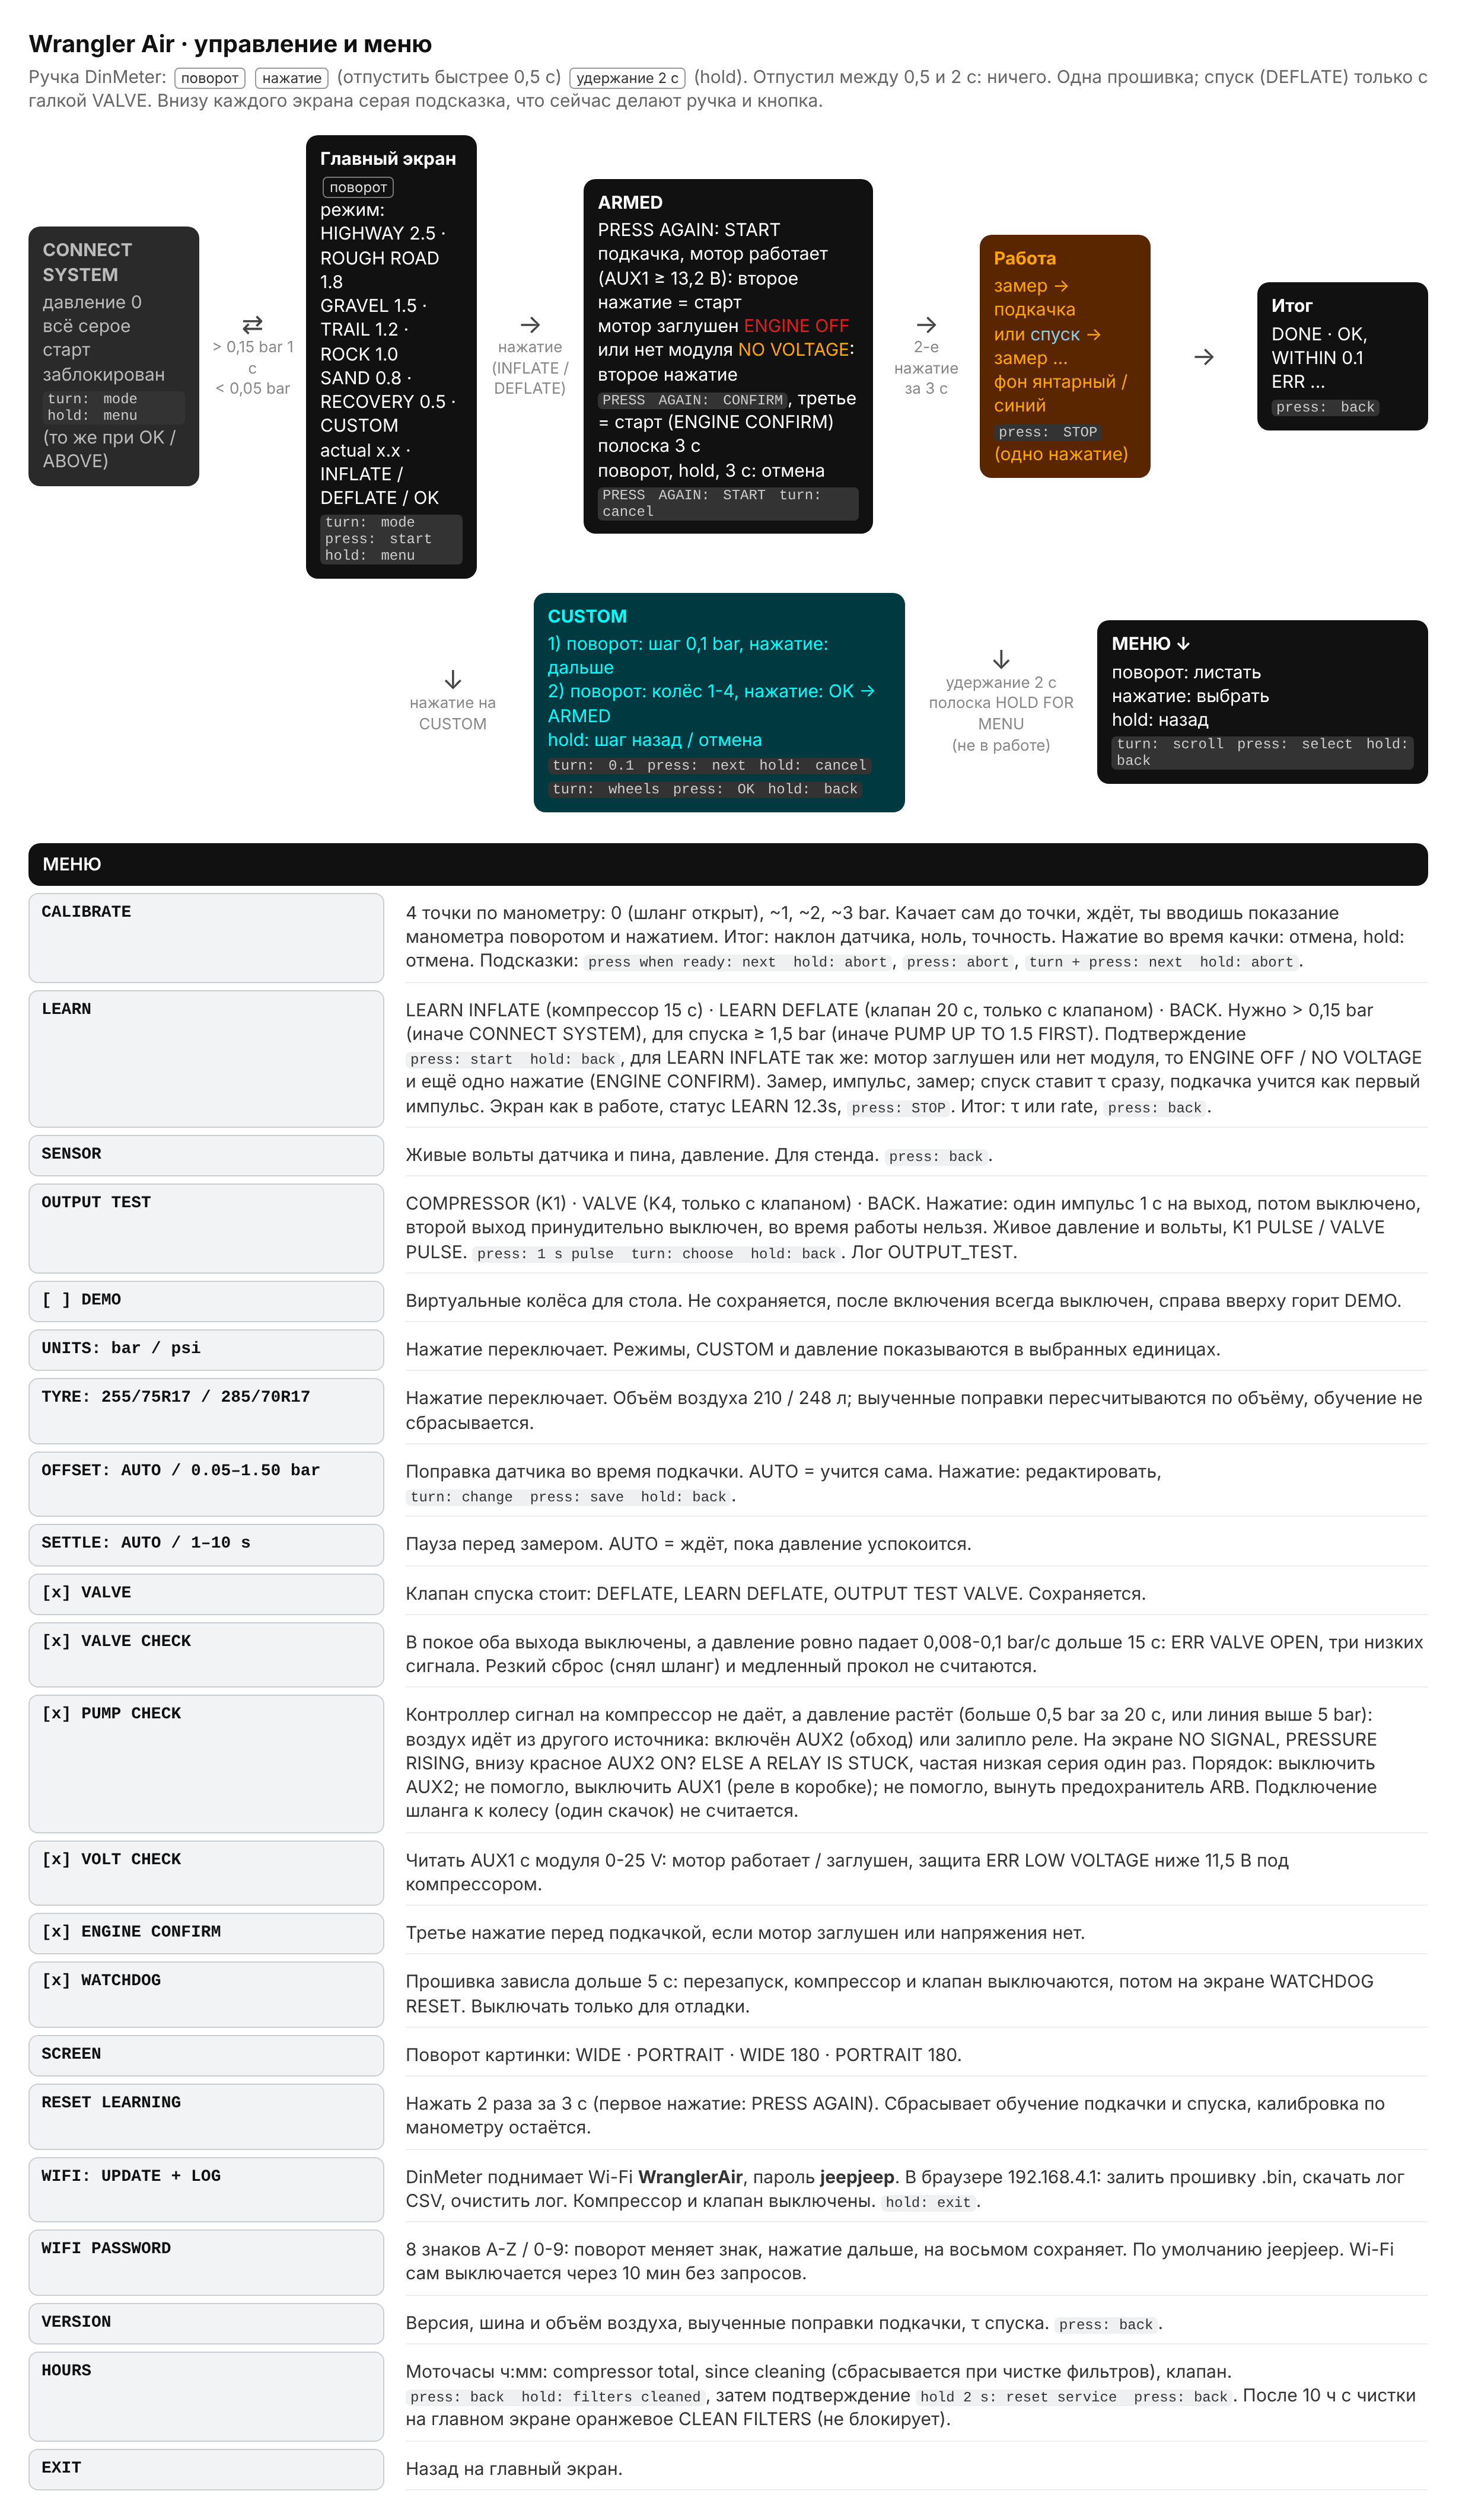 Wrangler Air · управление и меню
Ручка DinMeter: поворот нажатие (отпустить быстрее 0,5 с) удержание 2 с (hold). Отпустил между 0,5 и 2 с: ничего. Одна прошивка; спуск (DEFLATE) только с
галкой VALVE. Внизу каждого экрана серая подсказка, что сейчас делают ручка и кнопка.
CONNECT
SYSTEM
давление 0
всё серое
старт
заблокирован
turn: mode
hold: menu
(то же при OK /
ABOVE)
⇄
> 0,15 bar 1
с
< 0,05 bar
Главный экран
поворот
режим:
HIGHWAY 2.5 ·
ROUGH ROAD
1.8
GRAVEL 1.5 ·
TRAIL 1.2 ·
ROCK 1.0
SAND 0.8 ·
RECOVERY 0.5 ·
CUSTOM
actual x.x ·
INFLATE /
DEFLATE / OK
turn: mode
press: start
hold: menu
→
нажатие
(INFLATE /
DEFLATE)
ARMED
PRESS AGAIN: START
подкачка, мотор работает
(AUX1 ≥ 13,2 В): второе
нажатие = старт
мотор заглушен ENGINE OFF
или нет модуля NO VOLTAGE:
второе нажатие
PRESS AGAIN: CONFIRM, третье
= старт (ENGINE CONFIRM)
полоска 3 с
поворот, hold, 3 с: отмена
PRESS AGAIN: START turn:
cancel
→
2-е
нажатие
за 3 с
Работа
замер →
подкачка
или спуск →
замер ...
фон янтарный /
синий
press: STOP
(одно нажатие)
→
Итог
DONE · OK,
WITHIN 0.1
ERR ...
press: back
↓
нажатие на
CUSTOM
CUSTOM
1) поворот: шаг 0,1 bar, нажатие:
дальше
2) поворот: колёс 1-4, нажатие: OK →
ARMED
hold: шаг назад / отмена
turn: 0.1 press: next hold: cancel
turn: wheels press: OK hold: back
↓
удержание 2 с
полоска HOLD FOR
MENU
(не в работе)
МЕНЮ ↓
поворот: листать
нажатие: выбрать
hold: назад
turn: scroll press: select hold:
back
МЕНЮ
CALIBRATE
4 точки по манометру: 0 (шланг открыт), ~1, ~2, ~3 bar. Качает сам до точки, ждёт, ты вводишь показание
манометра поворотом и нажатием. Итог: наклон датчика, ноль, точность. Нажатие во время качки: отмена, hold:
отмена. Подсказки: press when ready: next hold: abort, press: abort, turn + press: next hold: abort.
LEARN
LEARN INFLATE (компрессор 15 с) · LEARN DEFLATE (клапан 20 с, только с клапаном) · BACK. Нужно > 0,15 bar
(иначе CONNECT SYSTEM), для спуска ≥ 1,5 bar (иначе PUMP UP TO 1.5 FIRST). Подтверждение
press: start hold: back, для LEARN INFLATE так же: мотор заглушен или нет модуля, то ENGINE OFF / NO VOLTAGE
и ещё одно нажатие (ENGINE CONFIRM). Замер, импульс, замер; спуск ставит τ сразу, подкачка учится как первый
импульс. Экран как в работе, статус LEARN 12.3s, press: STOP. Итог: τ или rate, press: back.
SENSOR
Живые вольты датчика и пина, давление. Для стенда. press: back.
OUTPUT TEST
COMPRESSOR (K1) · VALVE (K4, только с клапаном) · BACK. Нажатие: один импульс 1 с на выход, потом выключено,
второй выход принудительно выключен, во время работы нельзя. Живое давление и вольты, K1 PULSE / VALVE
PULSE. press: 1 s pulse turn: choose hold: back. Лог OUTPUT_TEST.
[ ] DEMO
Виртуальные колёса для стола. Не сохраняется, после включения всегда выключен, справа вверху горит DEMO.
UNITS: bar / psi
Нажатие переключает. Режимы, CUSTOM и давление показываются в выбранных единицах.
TYRE: 255/75R17 / 285/70R17
Нажатие переключает. Объём воздуха 210 / 248 л; выученные поправки пересчитываются по объёму, обучение не
сбрасывается.
OFFSET: AUTO / 0.05–1.50 bar
Поправка датчика во время подкачки. AUTO = учится сама. Нажатие: редактировать,
turn: change press: save hold: back.
SETTLE: AUTO / 1–10 s
Пауза перед замером. AUTO = ждёт, пока давление успокоится.
[x] VALVE
Клапан спуска стоит: DEFLATE, LEARN DEFLATE, OUTPUT TEST VALVE. Сохраняется.
[x] VALVE CHECK
В покое оба выхода выключены, а давление ровно падает 0,008-0,1 bar/с дольше 15 с: ERR VALVE OPEN, три низких
сигнала. Резкий сброс (снял шланг) и медленный прокол не считаются.
[x] PUMP CHECK
Контроллер сигнал на компрессор не даёт, а давление растёт (больше 0,5 bar за 20 с, или линия выше 5 bar):
воздух идёт из другого источника: включён AUX2 (обход) или залипло реле. На экране NO SIGNAL, PRESSURE
RISING, внизу красное AUX2 ON? ELSE A RELAY IS STUCK, частая низкая серия один раз. Порядок: выключить
AUX2; не помогло, выключить AUX1 (реле в коробке); не помогло, вынуть предохранитель ARB. Подключение
шланга к колесу (один скачок) не считается.
[x] VOLT CHECK
Читать AUX1 с модуля 0-25 V: мотор работает / заглушен, защита ERR LOW VOLTAGE ниже 11,5 В под
компрессором.
[x] ENGINE CONFIRM
Третье нажатие перед подкачкой, если мотор заглушен или напряжения нет.
[x] WATCHDOG
Прошивка зависла дольше 5 с: перезапуск, компрессор и клапан выключаются, потом на экране WATCHDOG
RESET. Выключать только для отладки.
SCREEN
Поворот картинки: WIDE · PORTRAIT · WIDE 180 · PORTRAIT 180.
RESET LEARNING
Нажать 2 раза за 3 с (первое нажатие: PRESS AGAIN). Сбрасывает обучение подкачки и спуска, калибровка по
манометру остаётся.
WIFI: UPDATE + LOG
DinMeter поднимает Wi-Fi WranglerAir, пароль jeepjeep. В браузере 192.168.4.1: залить прошивку .bin, скачать лог
CSV, очистить лог. Компрессор и клапан выключены. hold: exit.
WIFI PASSWORD
8 знаков A-Z / 0-9: поворот меняет знак, нажатие дальше, на восьмом сохраняет. По умолчанию jeepjeep. Wi-Fi
сам выключается через 10 мин без запросов.
VERSION
Версия, шина и объём воздуха, выученные поправки подкачки, τ спуска. press: back.
HOURS
Моточасы ч:мм: compressor total, since cleaning (сбрасывается при чистке фильтров), клапан.
press: back hold: filters cleaned, затем подтверждение hold 2 s: reset service press: back. После 10 ч с чистки
на главном экране оранжевое CLEAN FILTERS (не блокирует).
EXIT
Назад на главный экран.